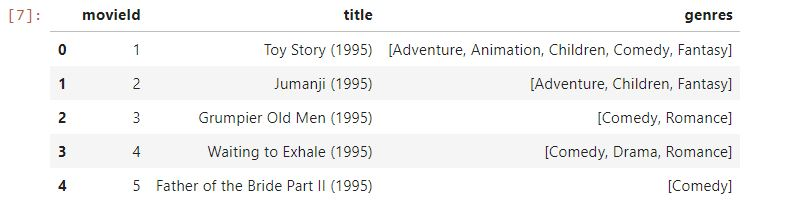 [7]: movieId title genres
0 1 Toy Story (1995) [Adventure, Animation, Children, Comedy, Fantasy]
1 2 Jumanji (1995) [Adventure, Children, Fantasy]
2 3 Grumpier Old Men (1995) [Comedy, Romance]
3 4 Waiting to Exhale (1995) [Comedy, Drama, Romance]
4 5 Father of the Bride Part II (1995) [Comedy]